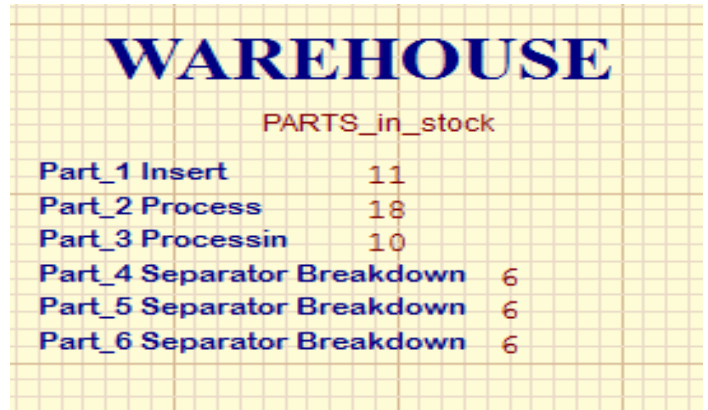 WAREHOUSE
PARTS_in_stock
Part_1 Insert 11
Part_2 Process 18
Part_3 Processin 10
Part_4 Separator Breakdown 6
Part_5 Separator Breakdown 6
Part_6 Separator Breakdown 6